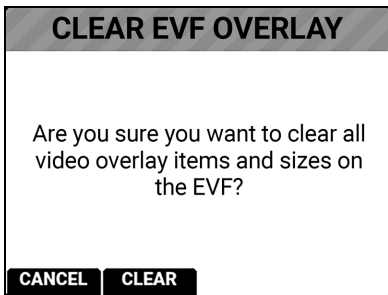 CLEAR EVF OVERLAY
Are you sure you want to clear all
video overlay items and sizes on
the EVF?
CANCEL CLEAR